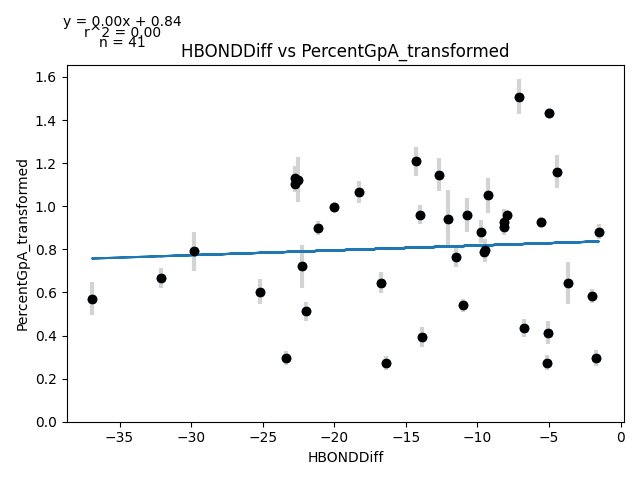 y = 0.00x + 0.84
r^2 = 0.00
n = 41
HBONDDiff vs PercentGpA_transformed
PercentGpA_transformed
1.6
1.4
1.2
1.0
0.8
0.6
0.4
0.2
0.0
−35 −30 −25 −20 −15 −10 −5 0
HBONDDiff